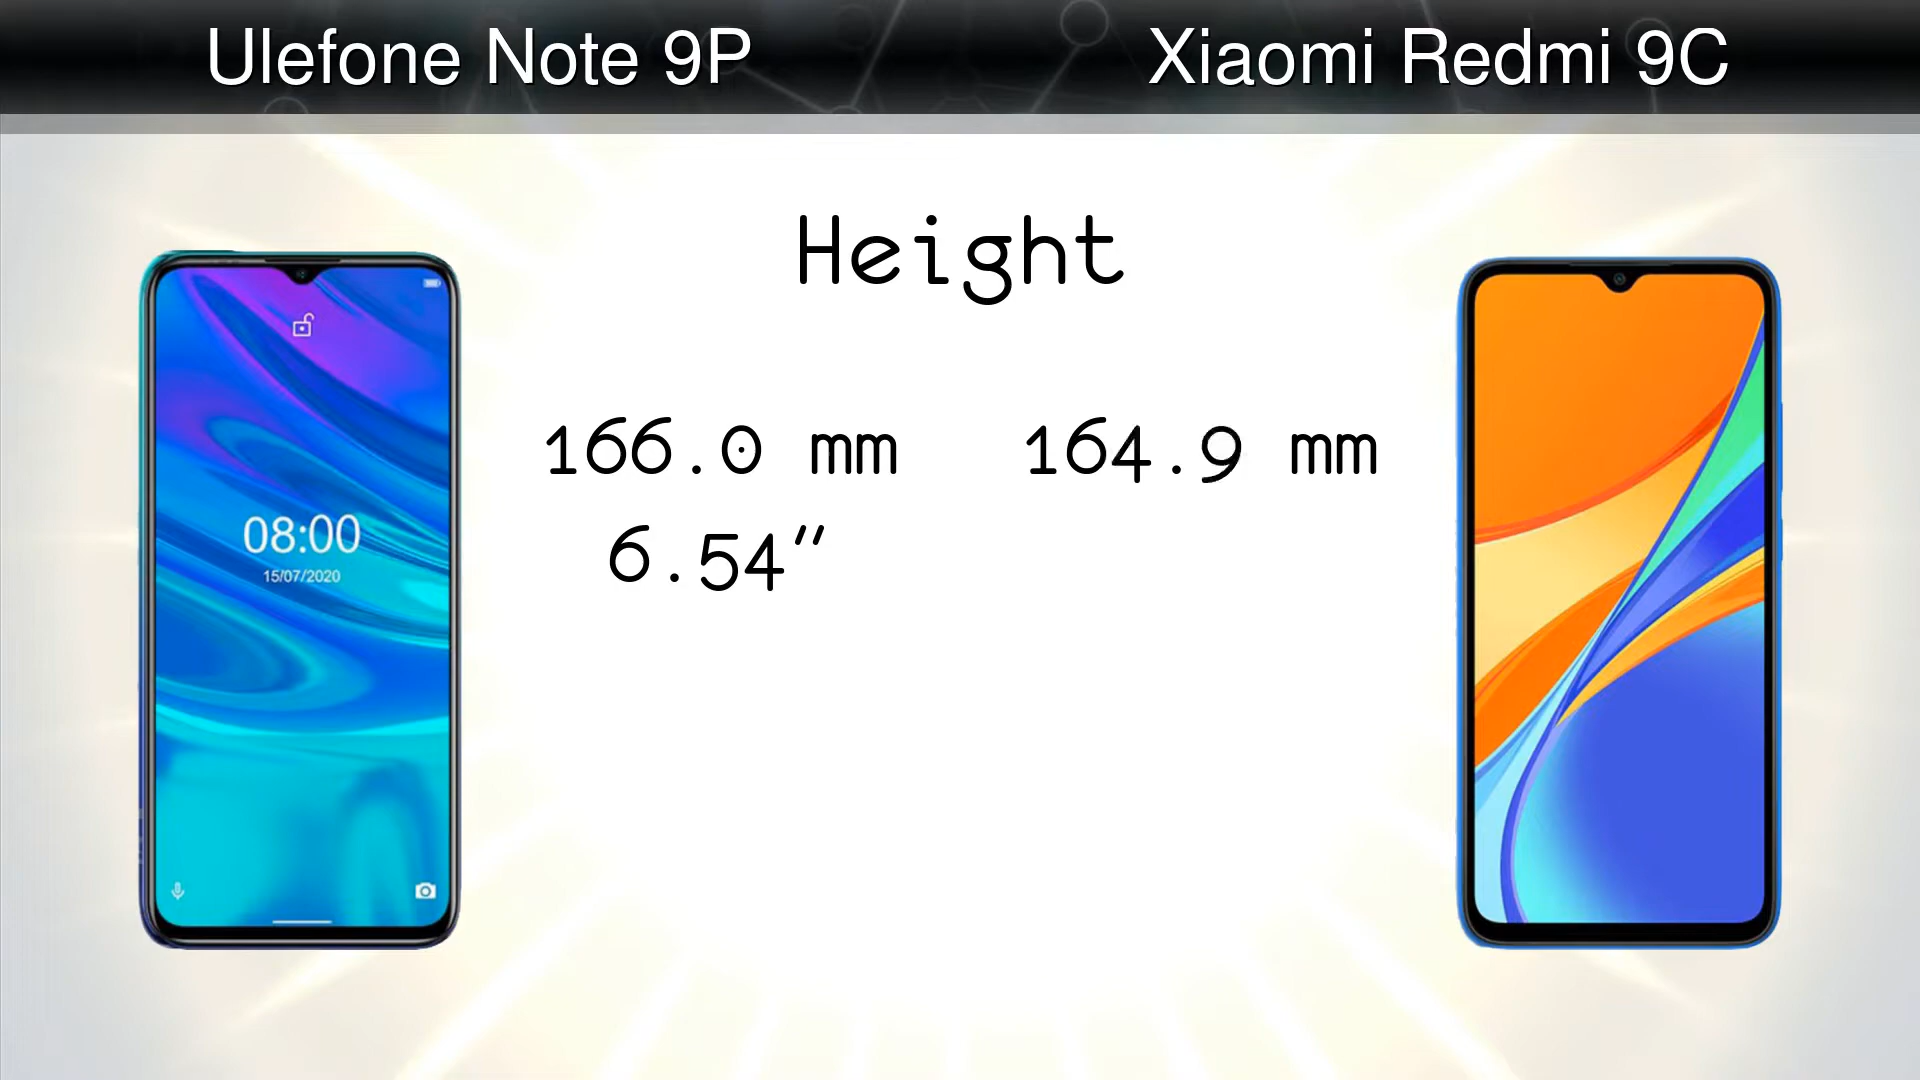 Ulefone Note 9P
Xiaomi Redmi 9C
Height
166.0 mm
164.9 mm
6.54"
08:00
15/07/2020